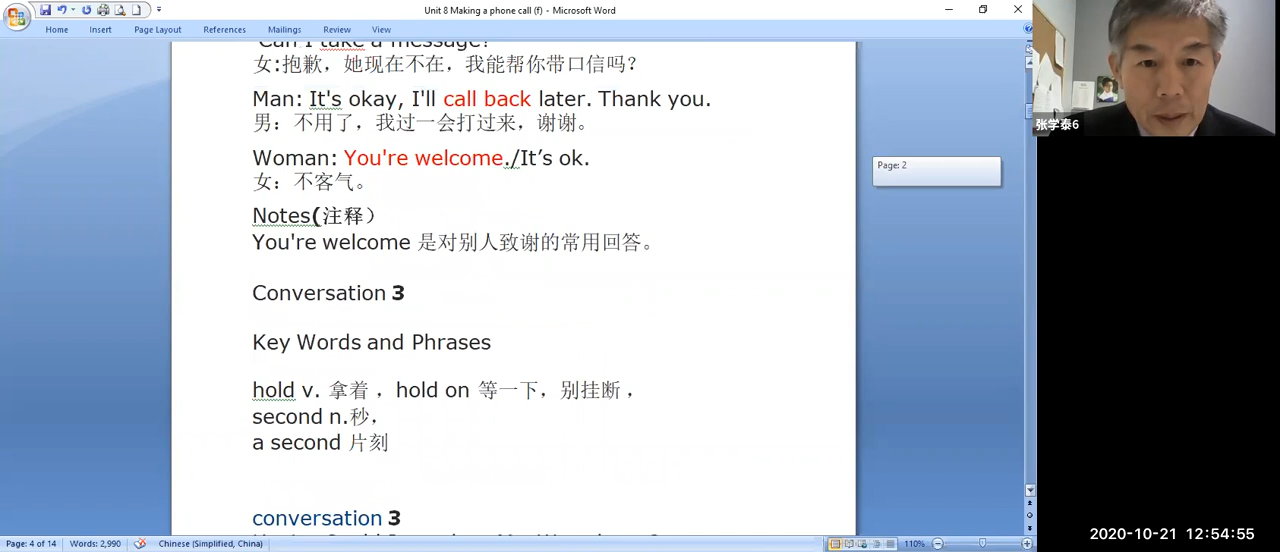 Unit 8 Making a phone call (f) - Microsoft Word
Home Insert Page Layout References Mailings Review View
Can I take a message?
女:抱歉，她现在不在，我能帮你带口信吗?
Man: It's okay, I'll call back later. Thank you.
男：不用了，我过一会打过来，谢谢。
Woman: You're welcome./It’s ok.
女：不客气。
Notes(注释）
You're welcome 是对别人致谢的常用回答。
Conversation 3
Key Words and Phrases
hold v. 拿着 ，hold on 等一下，别挂断 ，
second n.秒，
a second 片刻
conversation 3
Page: 2
张学泰6
Page: 4 of 14 Words: 2,990 Chinese (Simplified, China) 110%
2020-10-21 12:54:55